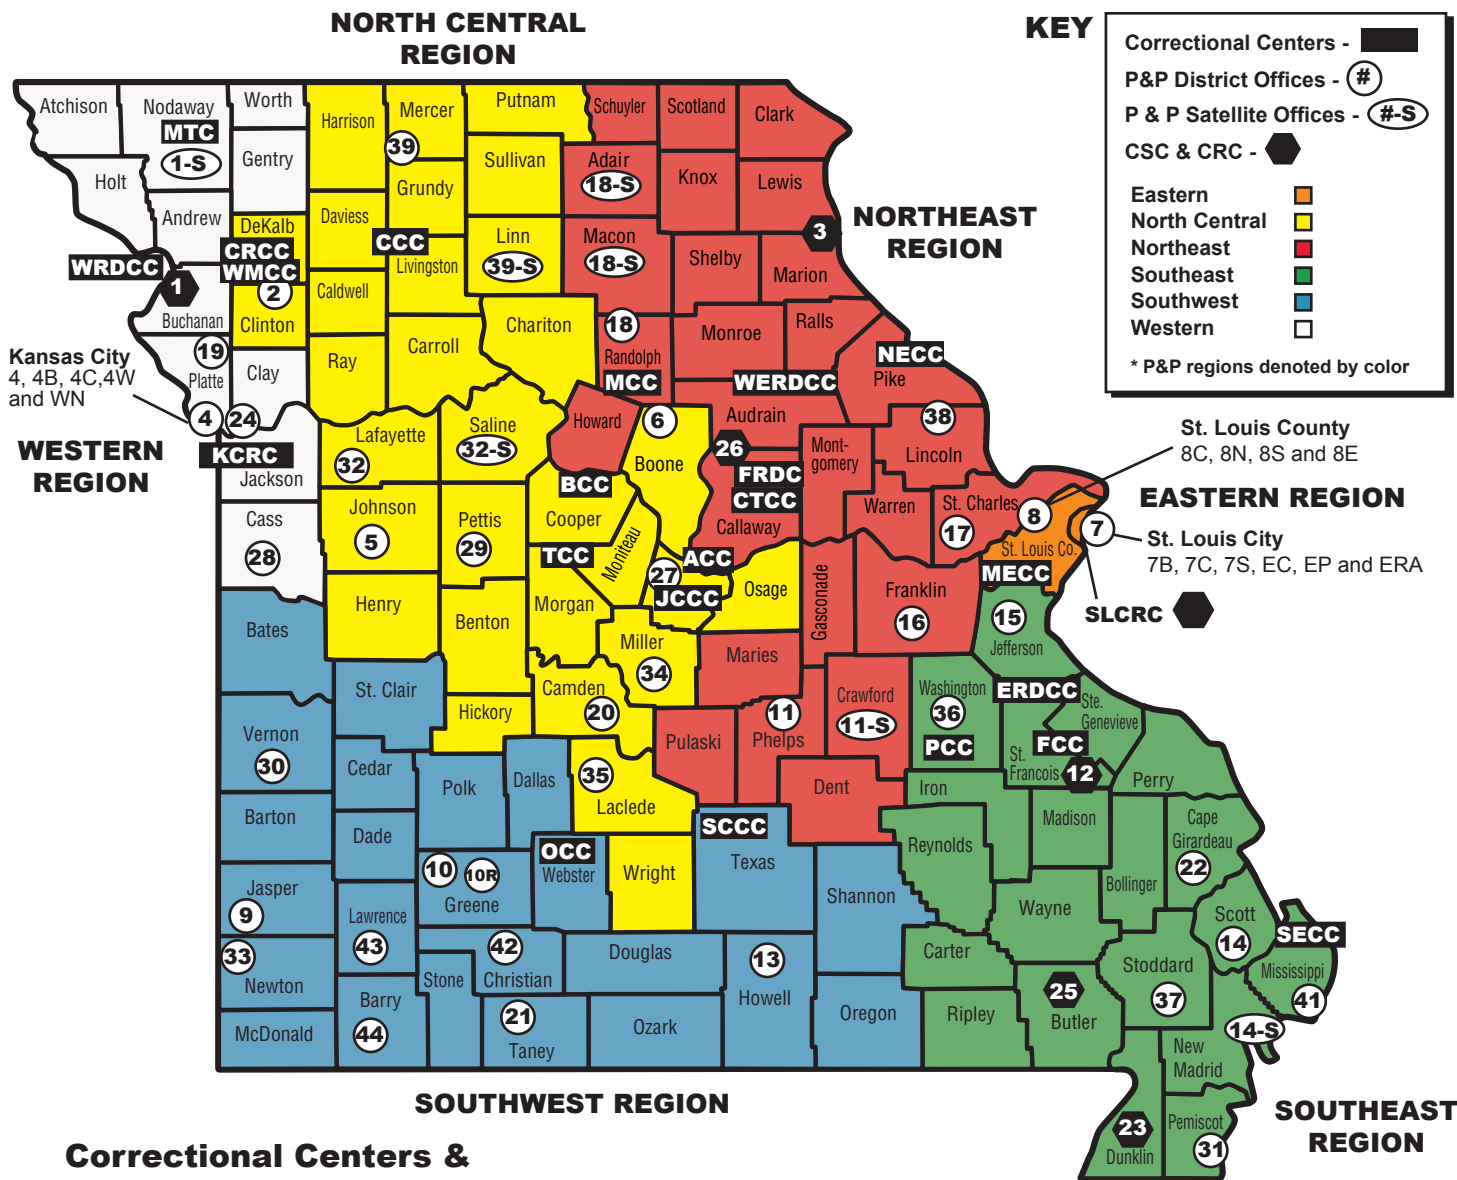 NORTH CENTRAL
REGION
KEY
Correctional Centers -
P&P District Offices - #
P & P Satellite Offices - #-S
CSC & CRC -
Eastern
North Central
Northeast
Southeast
Southwest
Western
* P&P regions denoted by color
Atchison
Nodaway
MTC
1-S
Worth
Harrison
Mercer
39
Putnam
Schuyler
Scotland
Clark
Gentry
Holt
Andrew
Sullivan
Grundy
Adair
18-S
Knox
Lewis
DeKalb
CRCC
WMCC
2
Daviess
CCC
Livingston
Linn
39-S
Macon
18-S
Shelby
3
Marion
NORTHEAST
REGION
WRDCC
1
Buchanan
Clinton
Caldwell
Chariton
18
Randolph
MCC
Monroe
Ralls
Kansas City
4, 4B, 4C,4W
and WN
19
Platte
Clay
Ray
Carroll
WERDCC
NECC
Pike
4
24
WESTERN
REGION
KCRC
Jackson
Lafayette
32
Saline
32-S
Howard
6
Boone
Audrain
26
38
Lincoln
Mont-
gomery
St. Louis County
8C, 8N, 8S and 8E
EASTERN REGION
BCC
FRDC
CTCC
Callaway
Warren
St. Charles
17
8
7
St. Louis City
7B, 7C, 7S, EC, EP and ERA
Cass
28
Johnson
5
Pettis
29
Cooper
TCC
Moniteau
ACC
27
JCCC
Osage
Gasconade
Franklin
16
St. Louis Co.
MECC
SLCRC
Bates
Henry
Benton
Morgan
Miller
34
Maries
15
Jefferson
St. Clair
Hickory
Camden
20
Pulaski
11
Phelps
Crawford
11-S
Washington
36
PCC
ERDCC
Ste.
Genevieve
FCC
St.
Francois
12
Perry
Vernon
30
Cedar
Polk
Dallas
35
Laclede
Dent
Iron
Madison
Cape
Girardeau
22
Barton
Dade
OCC
Webster
Wright
SCCC
Texas
Reynolds
Bollinger
Jasper
9
Lawrence
43
10
10R
Greene
Shannon
Wayne
Scott
14
SECC
33
Newton
Stone
42
Christian
Douglas
13
Howell
Carter
Stoddard
37
Mississippi
41
McDonald
Barry
44
21
Taney
Ozark
Oregon
Ripley
25
Butler
14-S
New
Madrid
SOUTHWEST REGION
23
Dunklin
Pemiscot
31
SOUTHEAST
REGION
Correctional Centers &